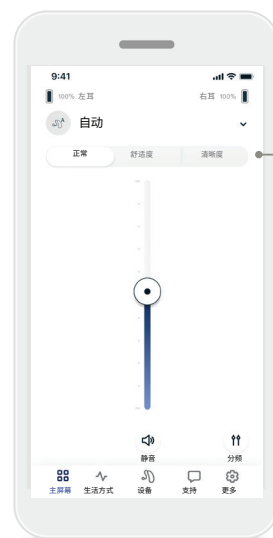 9:41
100% 左耳 右耳 100%
自动
正常 舒适度 清晰度
静音 分频
主屏幕 生活方式 设备 支持 更多